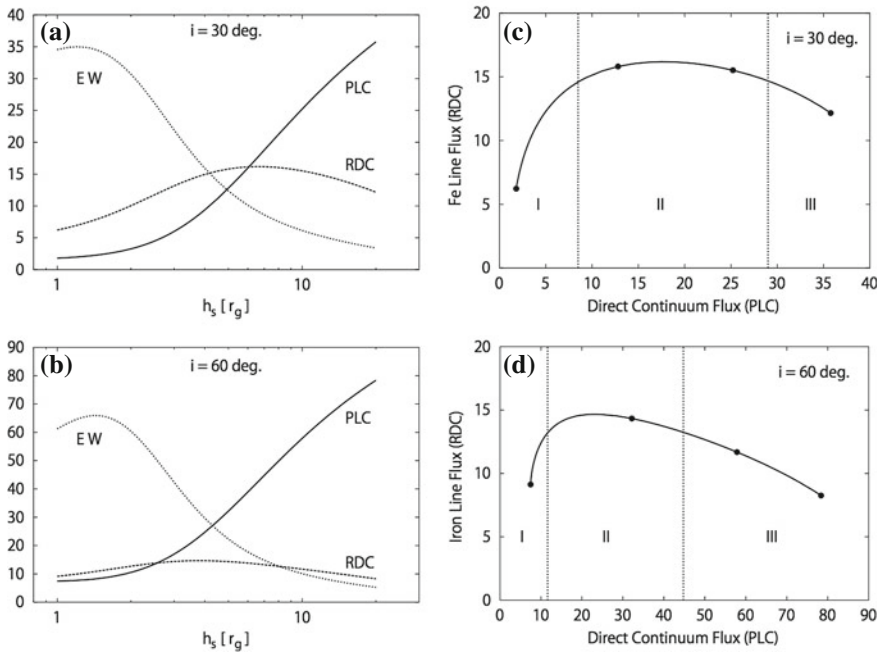 (a)
i = 30 deg.
40
35
30
25
20
15
10
5
0
EW
PLC
RDC
1
10
h_s [ r_g ]
(c)
i = 30 deg.
20
15
10
5
0
Fe Line Flux (RDC)
I
II
III
0 5 10 15 20 25 30 35 40
Direct Continuum Flux (PLC)
(b)
i = 60 deg.
90
80
70
60
50
40
30
20
10
0
EW
PLC
RDC
1
10
h_s [ r_g ]
(d)
i = 60 deg.
20
15
10
5
0
Iron Line Flux (RDC)
I
II
III
0 10 20 30 40 50 60 70 80 90
Direct Continuum Flux (PLC)